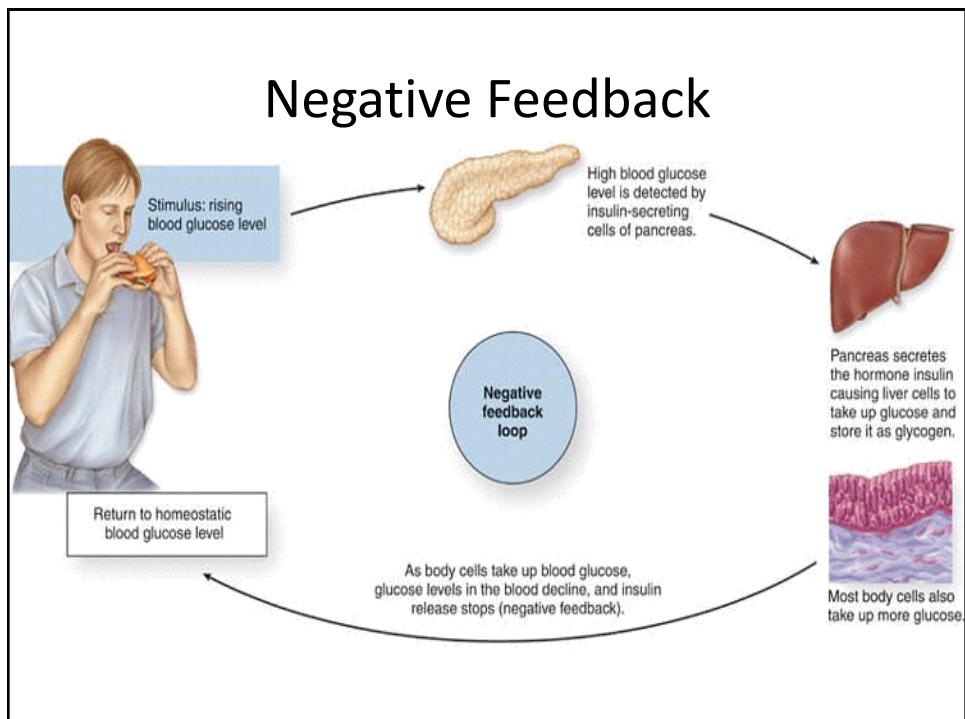 Negative Feedback
Stimulus: rising
blood glucose level
High blood glucose
level is detected by
insulin-secreting
cells of pancreas.
Pancreas secretes
the hormone insulin
causing liver cells to
take up glucose and
store it as glycogen.
Negative
feedback
loop
Most body cells also
take up more glucose.
As body cells take up blood glucose,
glucose levels in the blood decline, and insulin
release stops (negative feedback).
Return to homeostatic
blood glucose level